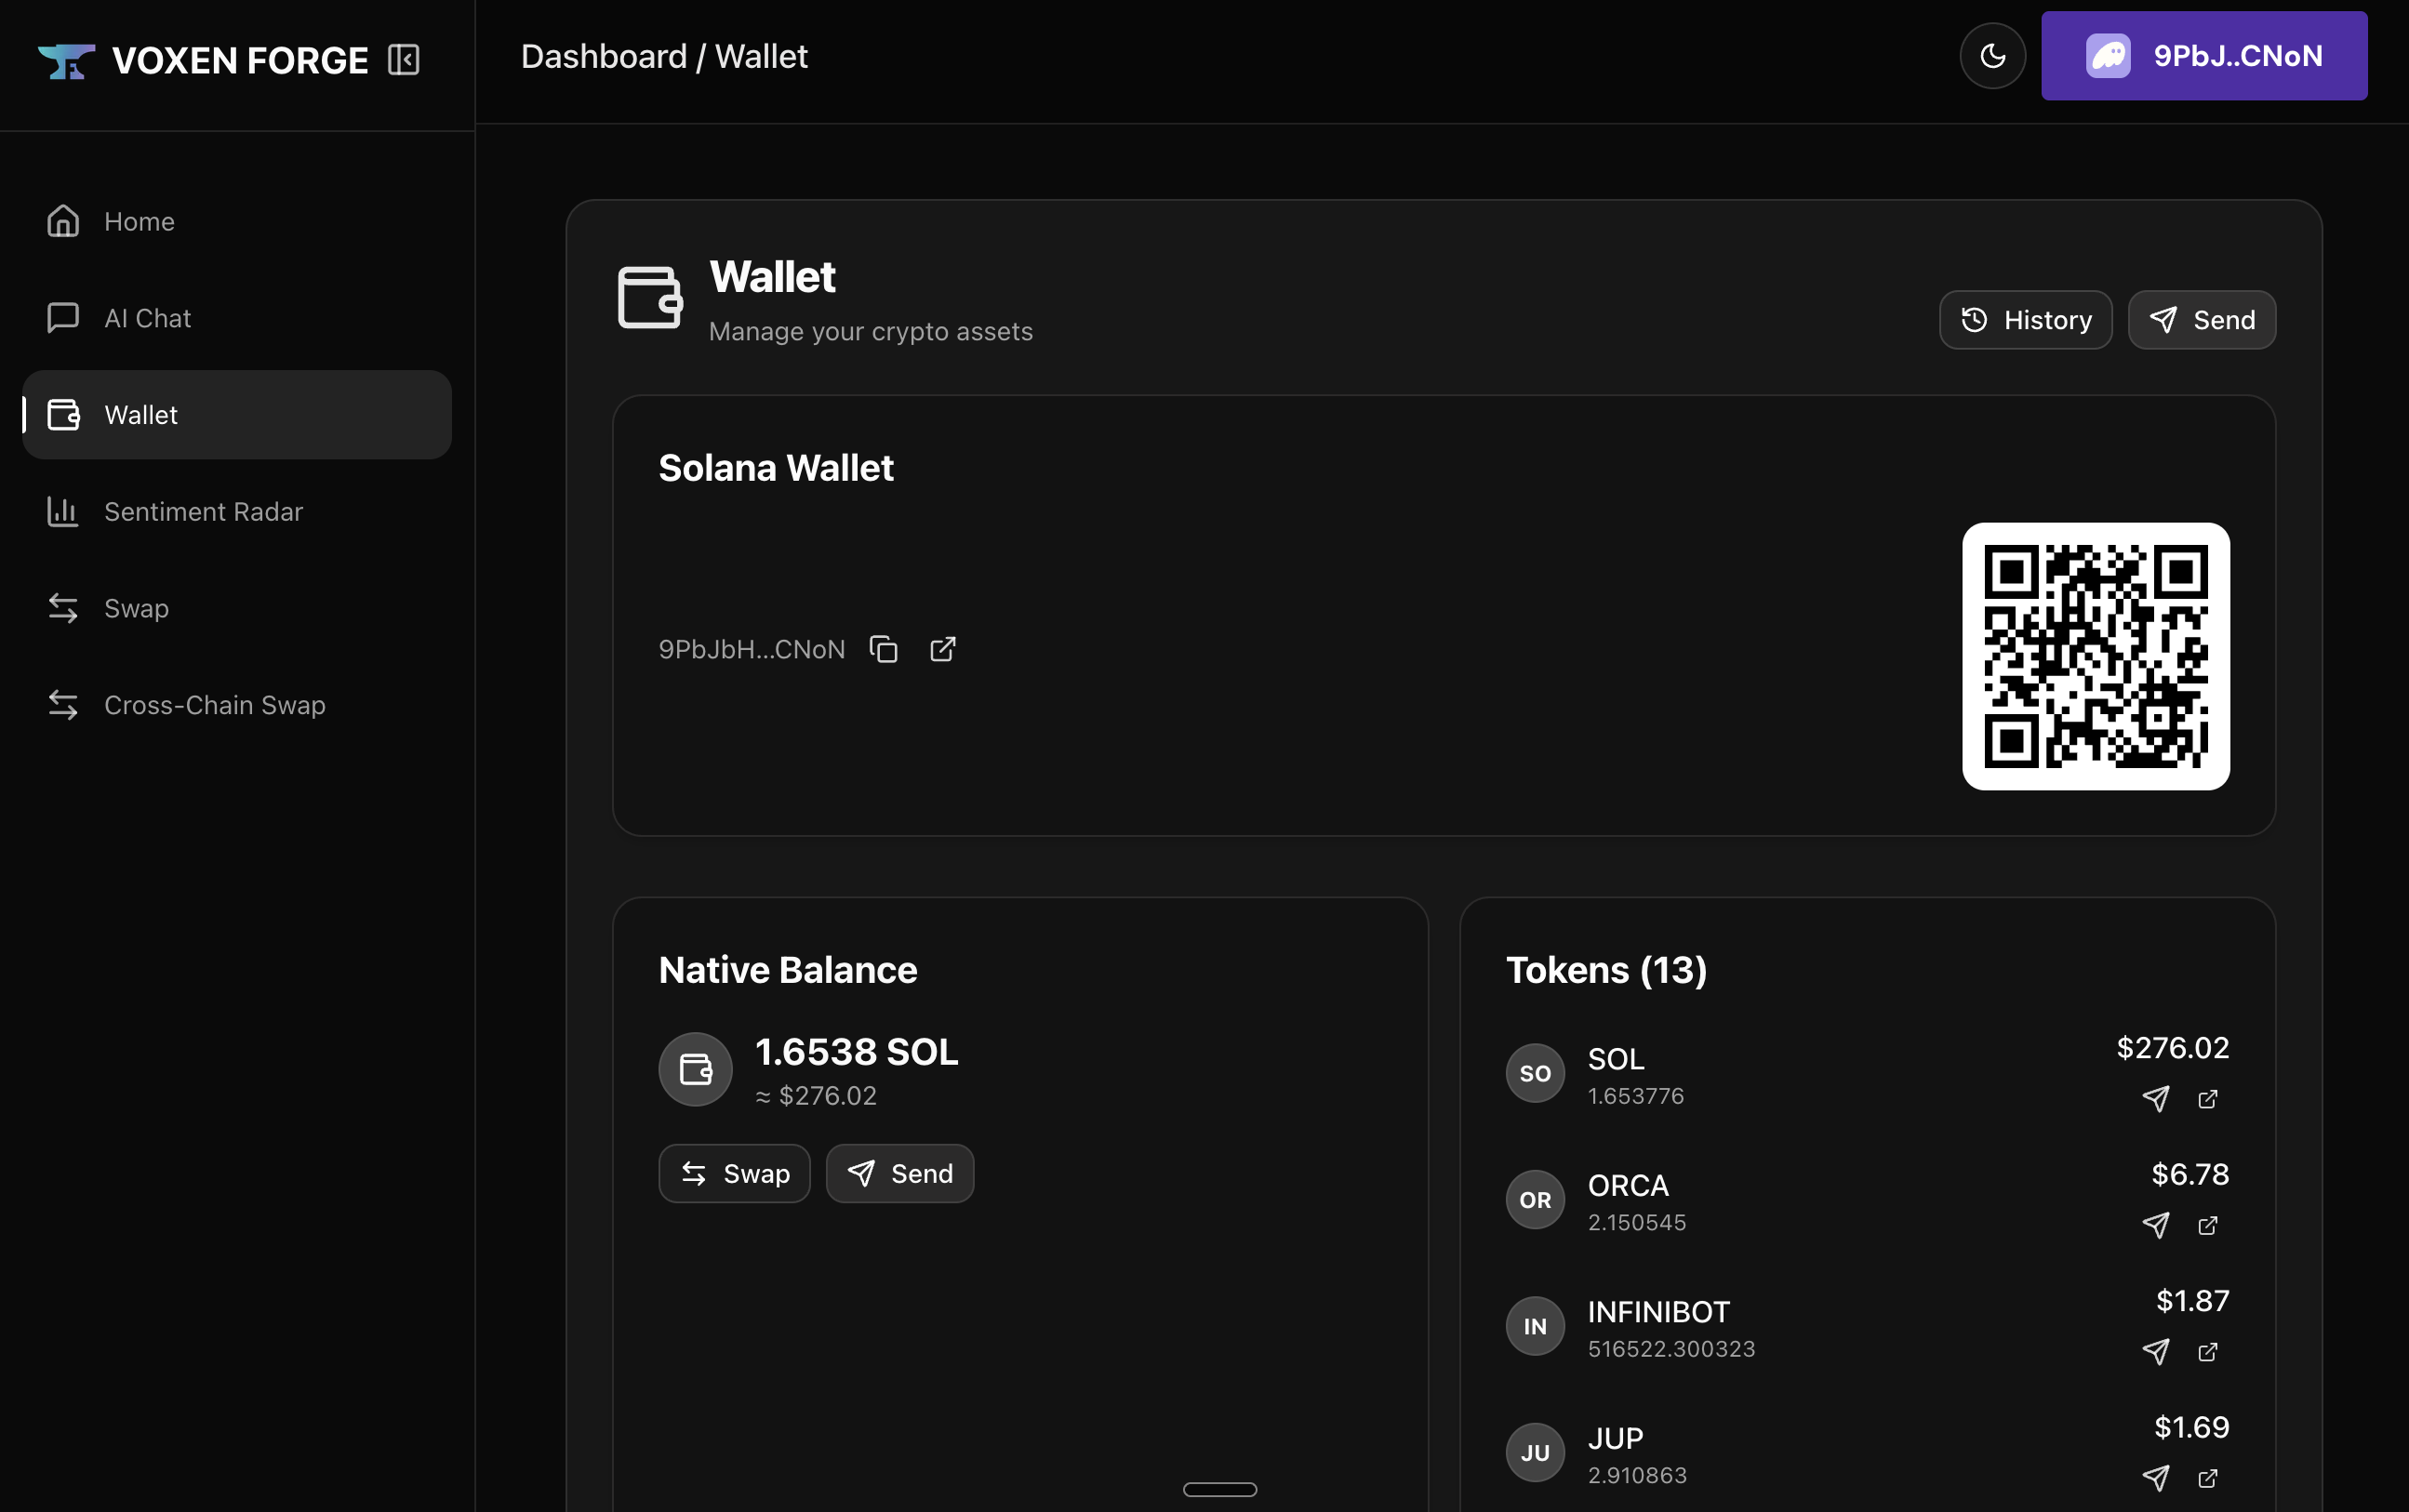 VOXEN FORGE
Dashboard / Wallet
9PbJ..CNoN
Home
AI Chat
Wallet
Sentiment Radar
Swap
Cross-Chain Swap
Wallet
Manage your crypto assets
History
Send
Solana Wallet
9PbJbH...CNoN
Native Balance
1.6538 SOL
≈ $276.02
Swap
Send
Tokens (13)
SO
SOL
1.653776
$276.02
OR
ORCA
2.150545
$6.78
IN
INFINIBOT
516522.300323
$1.87
JU
JUP
2.910863
$1.69